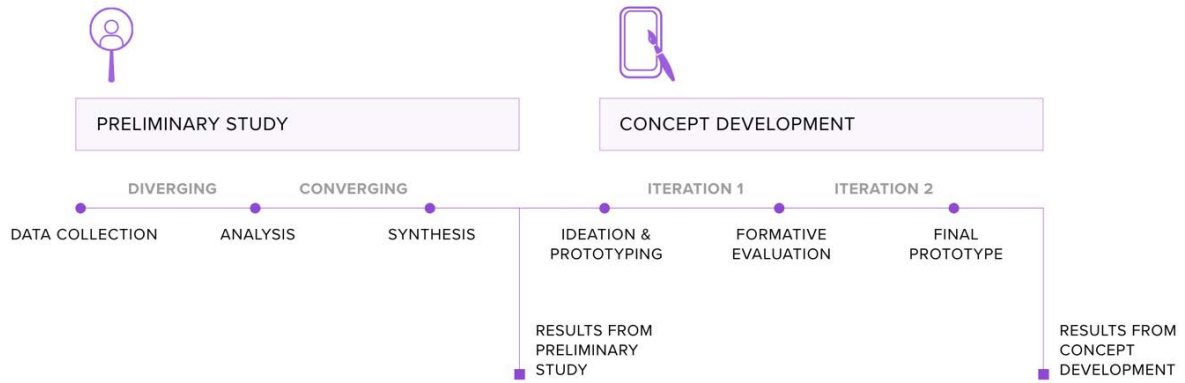 PRELIMINARY STUDY
CONCEPT DEVELOPMENT
DIVERGING
CONVERGING
ITERATION 1
ITERATION 2
DATA COLLECTION
ANALYSIS
SYNTHESIS
IDEATION &
PROTOTYPING
FORMATIVE
EVALUATION
FINAL
PROTOTYPE
RESULTS FROM
PRELIMINARY
STUDY
RESULTS FROM
CONCEPT
DEVELOPMENT